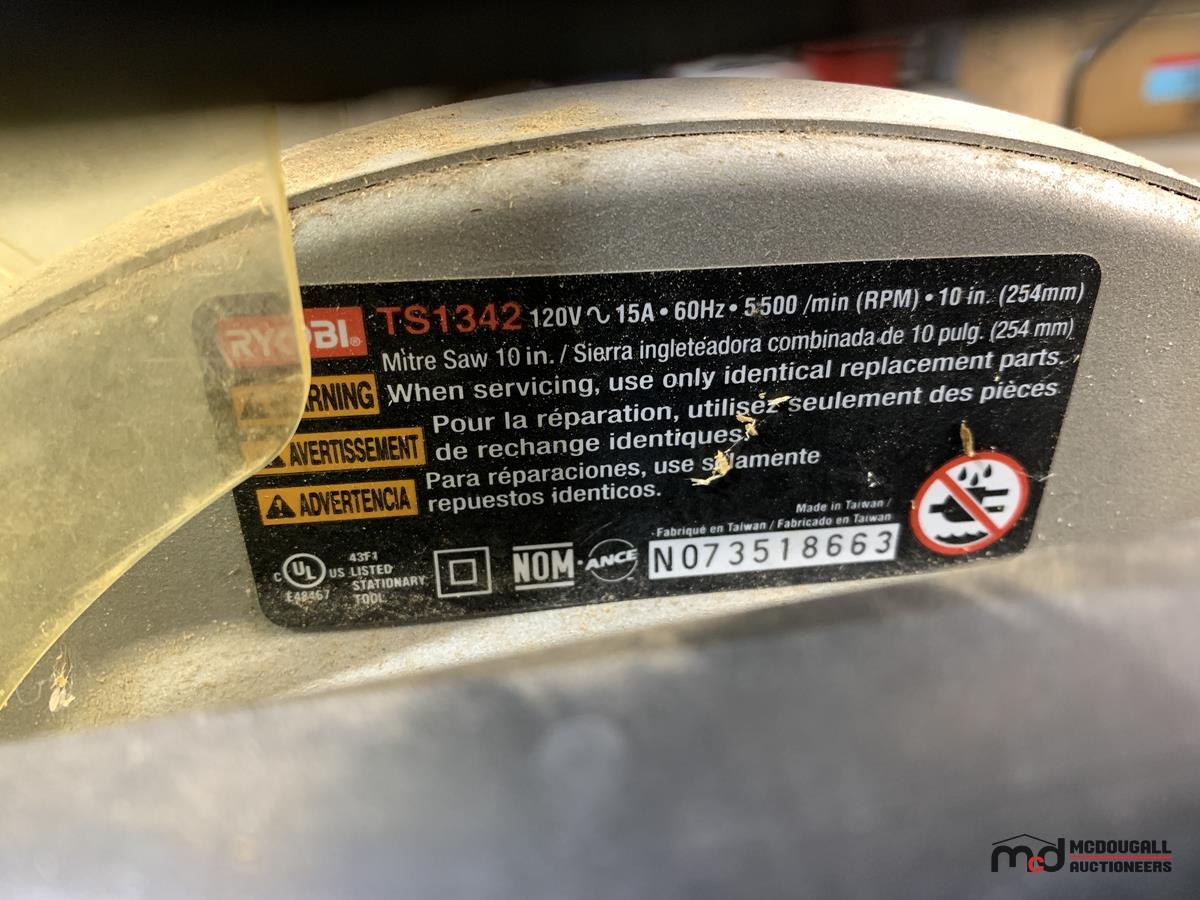 RYOBI® TS1342 120V ~ 15A • 60Hz • 5500 /min (RPM) • 10 in. (254mm)
Mitre Saw 10 in. / Sierra ingleteadora combinada de 10 pulg. (254 mm)
WARNING When servicing, use only identical replacement parts.
AVERTISSEMENT Pour la réparation, utilisez seulement des pièces
de rechange identiques.
ADVERTENCIA Para réparaciones, use solamente
repuestos identicos.
Made in Taiwan /
Fabriqué en Taiwan / Fabricado en Taiwan
C UL US
E48467
43F1
LISTED
STATIONARY
TOOL
NOM - ANCE
N073518663
mcd MCDOUGALL
AUCTIONEERS